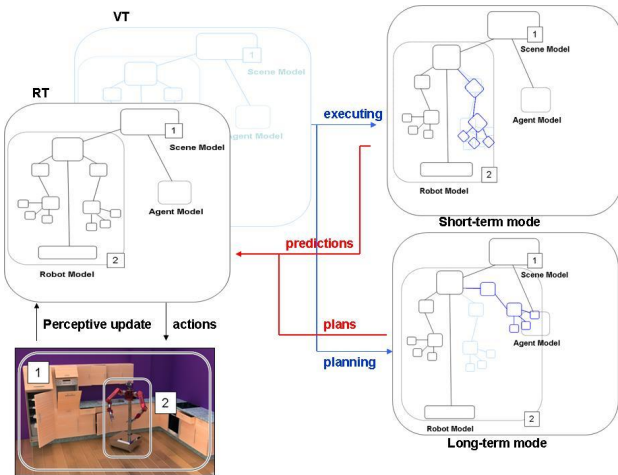 VT
1
Scene Model
Agent Model
RT
1
Scene Model
Agent Model
Robot Model
2
executing
predictions
plans
planning
Perceptive update
actions
1
2
1
Scene Model
Agent Model
Robot Model
2
Short-term mode
1
Scene Model
Agent Model
Robot Model
2
Long-term mode